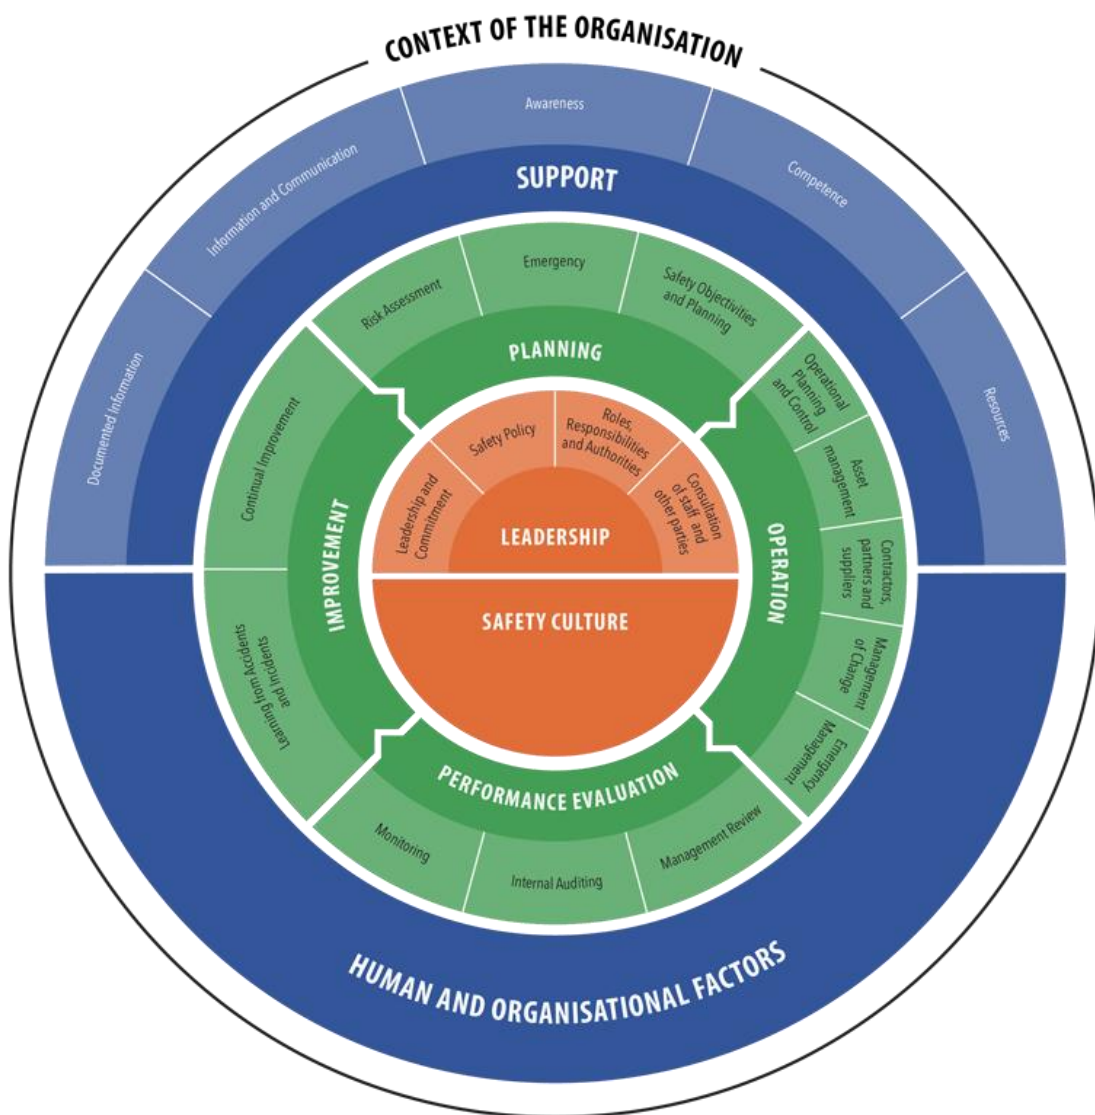 CONTEXT OF THE ORGANISATION
Awareness
Information and Communication
Competence
Documented Information
Resources
SUPPORT
Emergency
Risk Assessment
Safety Objectivities
and Planning
PLANNING
Operational
Planning
and Control
Asset
management
Contractors,
partners and
suppliers
Management
of Change
Emergency
Management
OPERATION
Continual Improvement
Learning from Accidents
and Incidents
IMPROVEMENT
Leadership and
Commitment
Safety Policy
Roles,
Responsibilities
and Authorities
Consultation
of staff and
other parties
LEADERSHIP
SAFETY CULTURE
PERFORMANCE EVALUATION
Monitoring
Internal Auditing
Management Review
HUMAN AND ORGANISATIONAL FACTORS